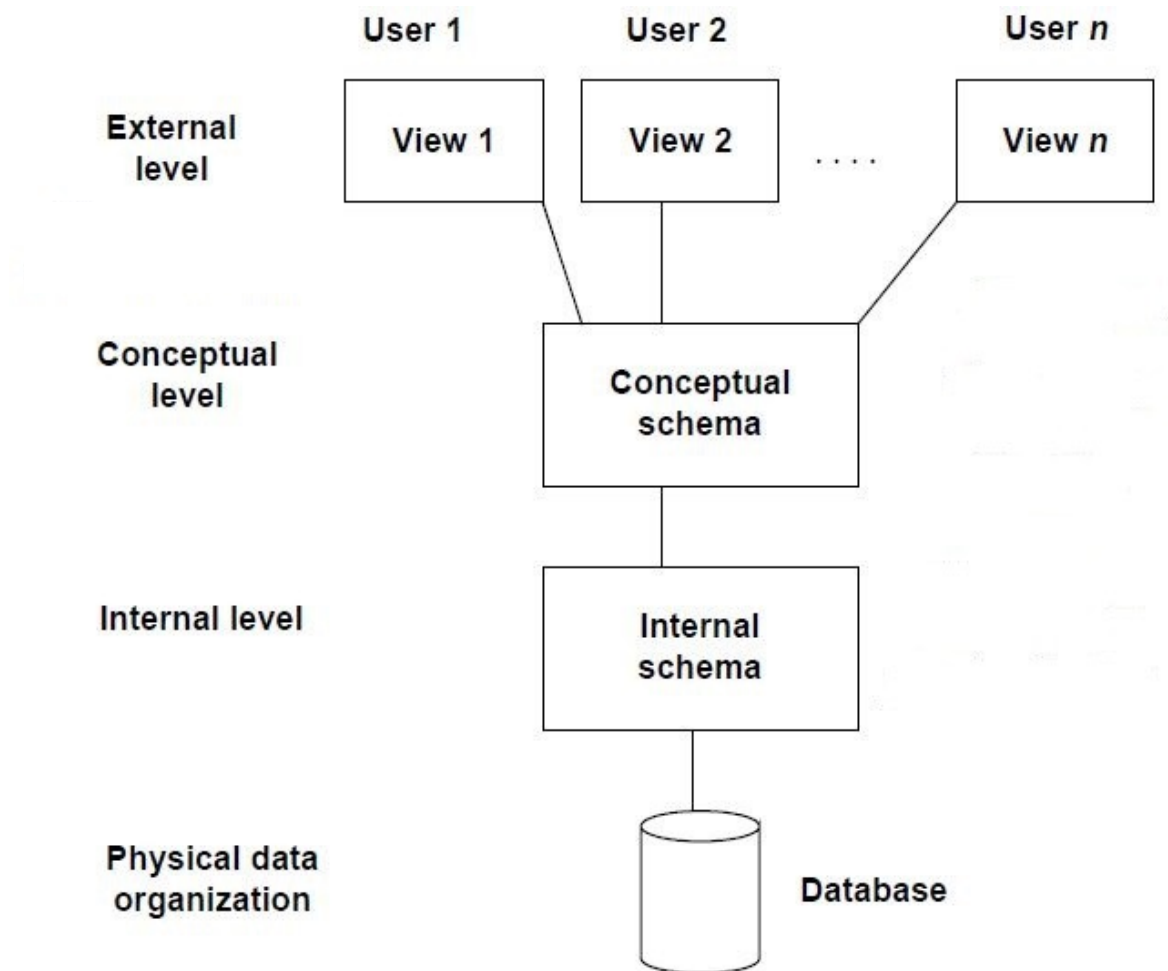 User 1
User 2
User n
External
level
View 1
View 2
. . . .
View n
Conceptual
level
Conceptual
schema
Internal level
Internal
schema
Physical data
organization
Database